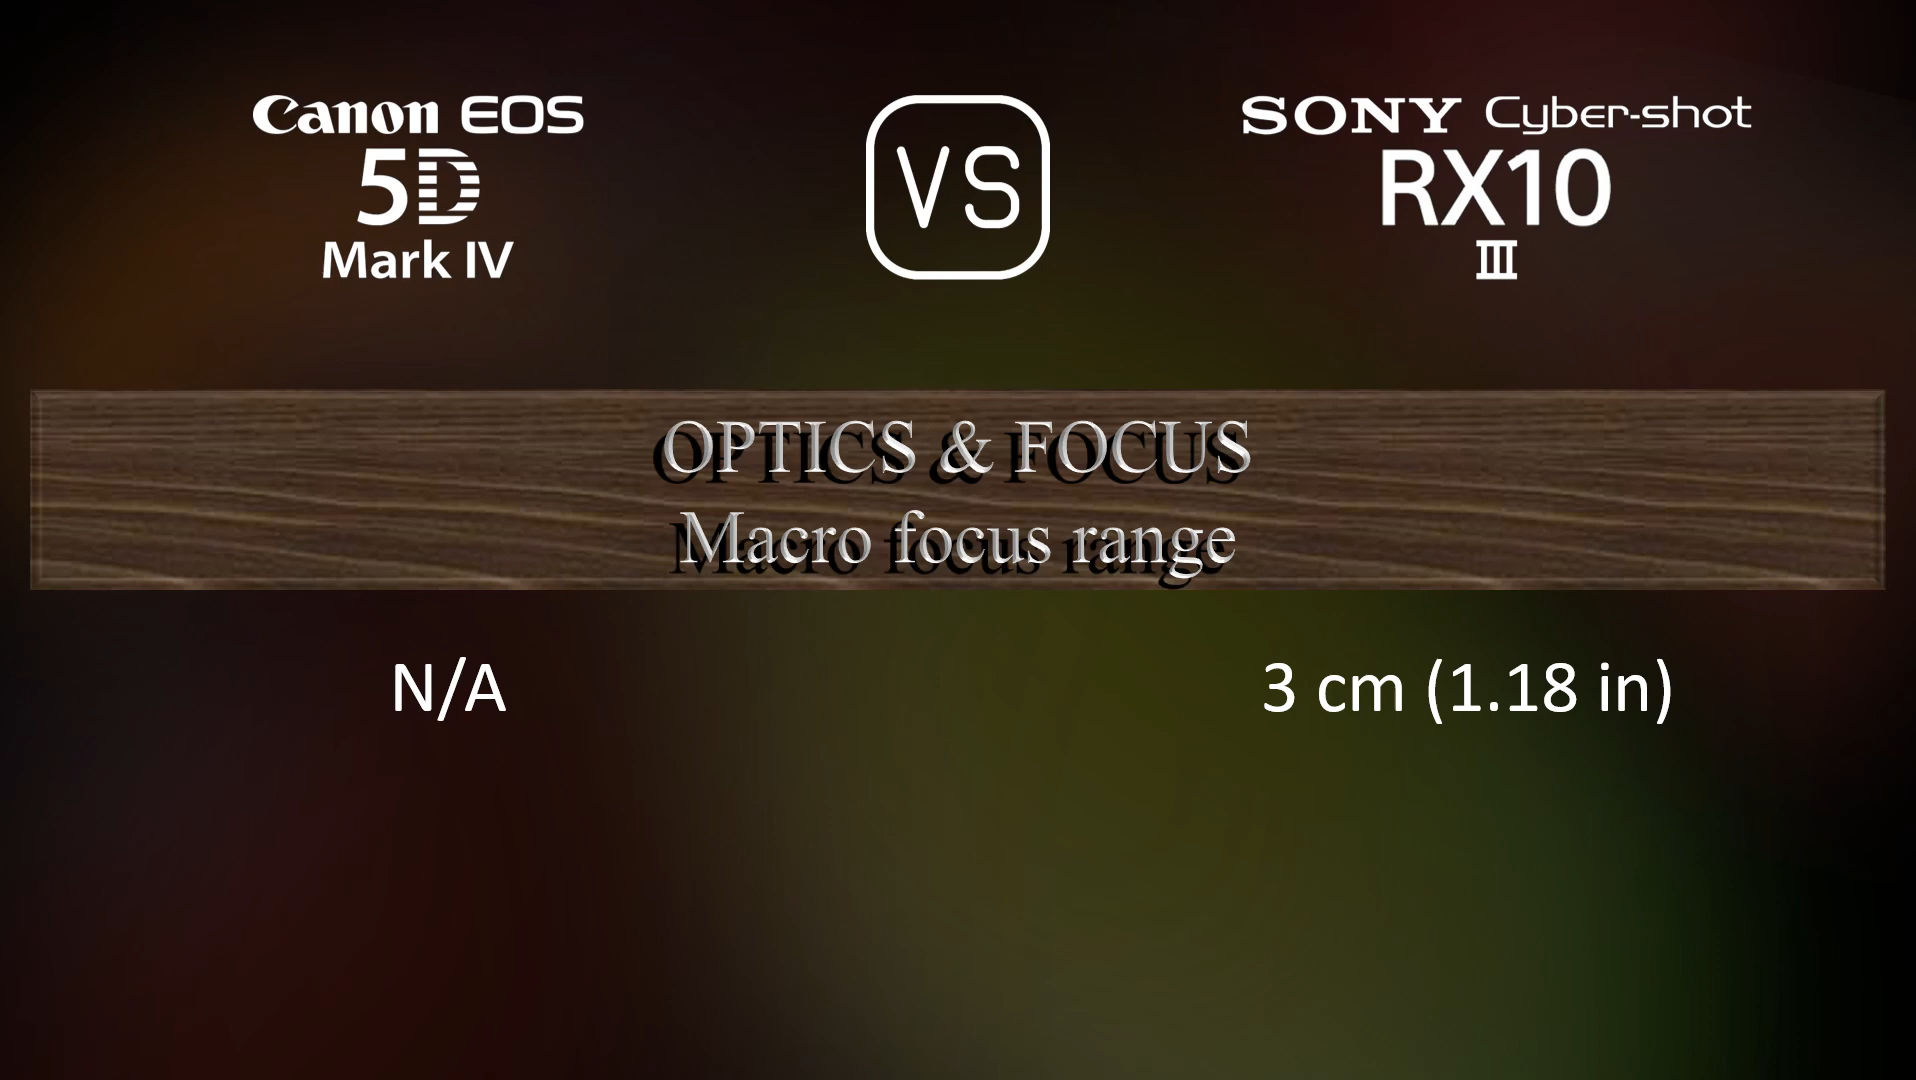 Canon EOS
5D
Mark IV
VS
SONY Cyber-shot
RX10
III
OPTICS & FOCUS
Macro focus range
N/A
3 cm (1.18 in)